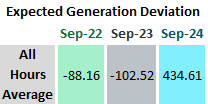 Expected Generation Deviation
Sep-22 Sep-23 Sep-24
All
Hours
Average
-88.16 -102.52 434.61